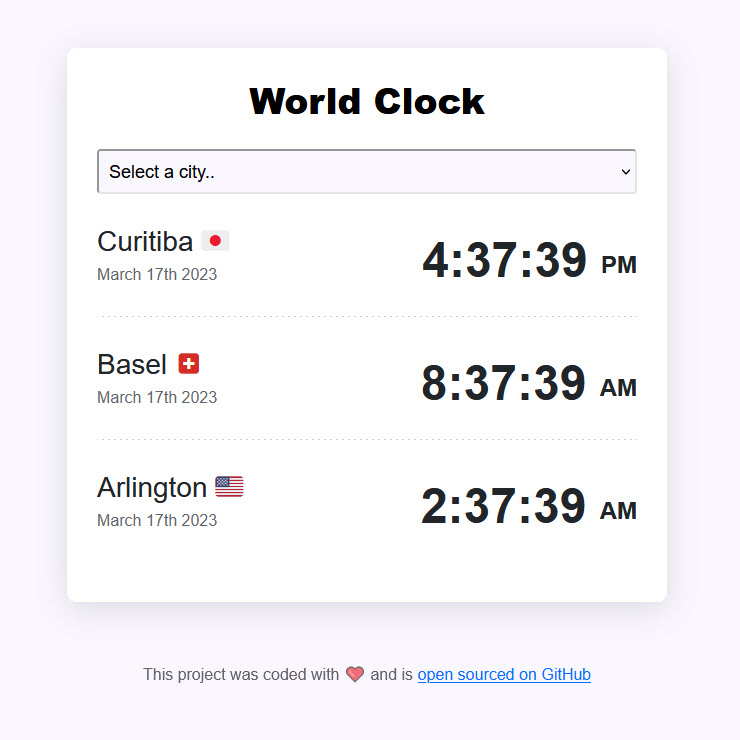 World Clock
Select a city..
Curitiba
March 17th 2023
4:37:39 PM
Basel
March 17th 2023
8:37:39 AM
Arlington
March 17th 2023
2:37:39 AM
This project was coded with and is open sourced on GitHub